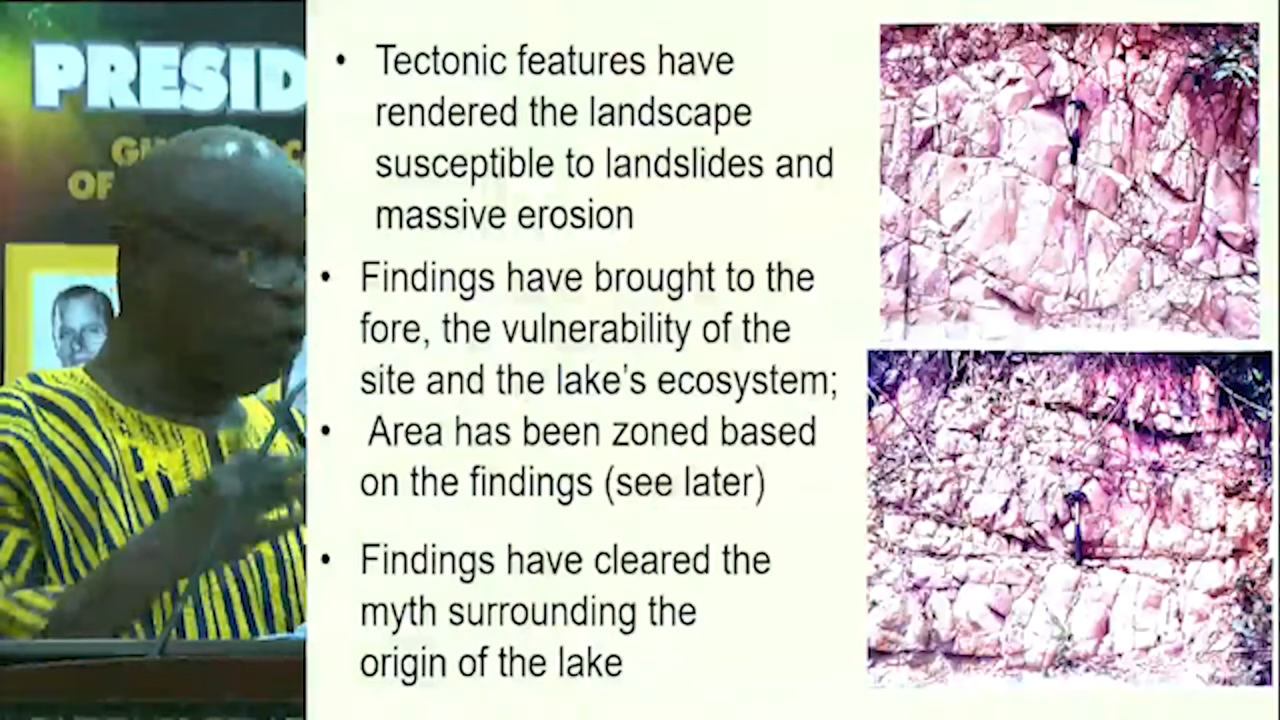 PRESID
OF
• Tectonic features have
rendered the landscape
susceptible to landslides and
massive erosion
• Findings have brought to the
fore, the vulnerability of the
site and the lake's ecosystem;
• Area has been zoned based
on the findings (see later)
• Findings have cleared the
myth surrounding the
origin of the lake